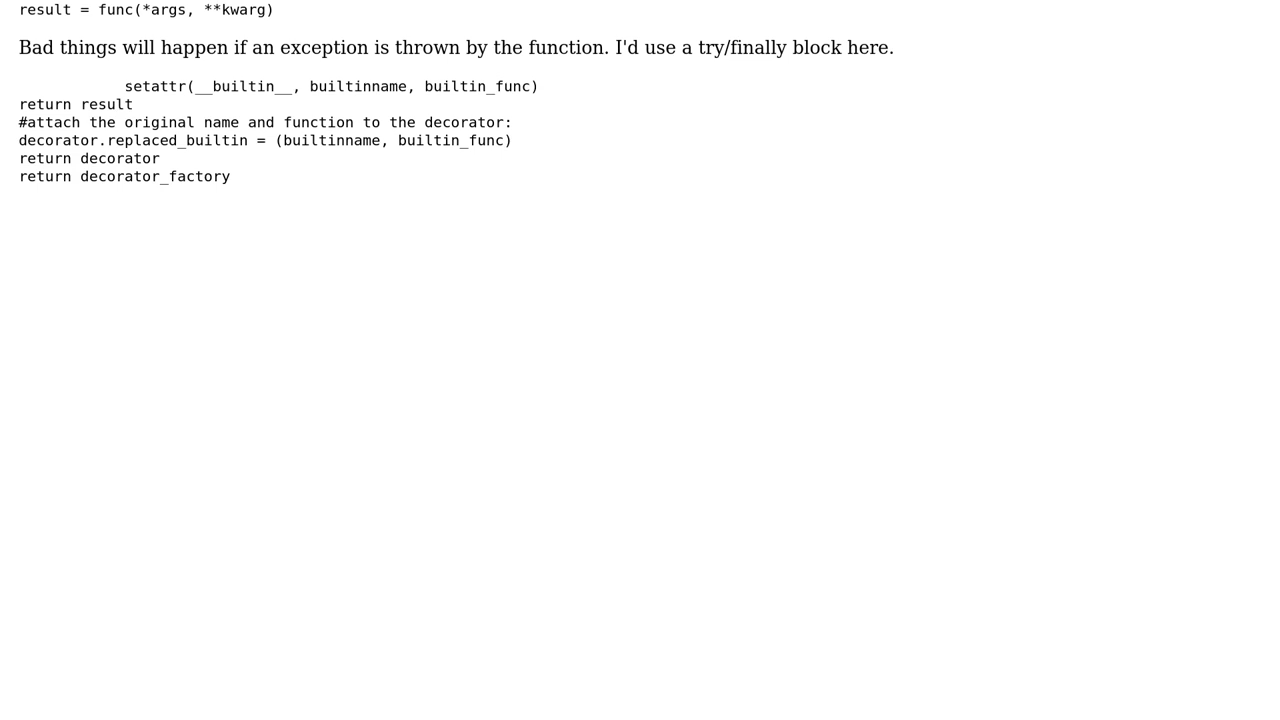 result = func(*args, **kwarg)
Bad things will happen if an exception is thrown by the function. I'd use a try/finally block here.
            setattr(__builtin__, builtinname, builtin_func)
return result
#attach the original name and function to the decorator:
decorator.replaced_builtin = (builtinname, builtin_func)
return decorator
return decorator_factory